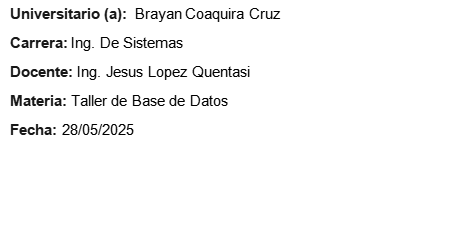 Universitario (a): Brayan Coaquira Cruz
Carrera: Ing. De Sistemas
Docente: Ing. Jesus Lopez Quentasi
Materia: Taller de Base de Datos
Fecha: 28/05/2025